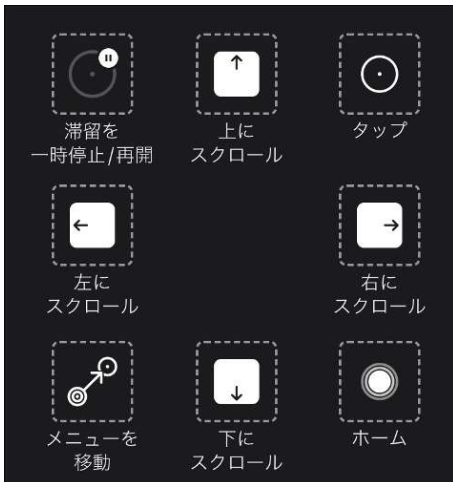 滞留を
一時停止/再開
上に
スクロール
タップ
左に
スクロール
右に
スクロール
メニューを
移動
下に
スクロール
ホーム